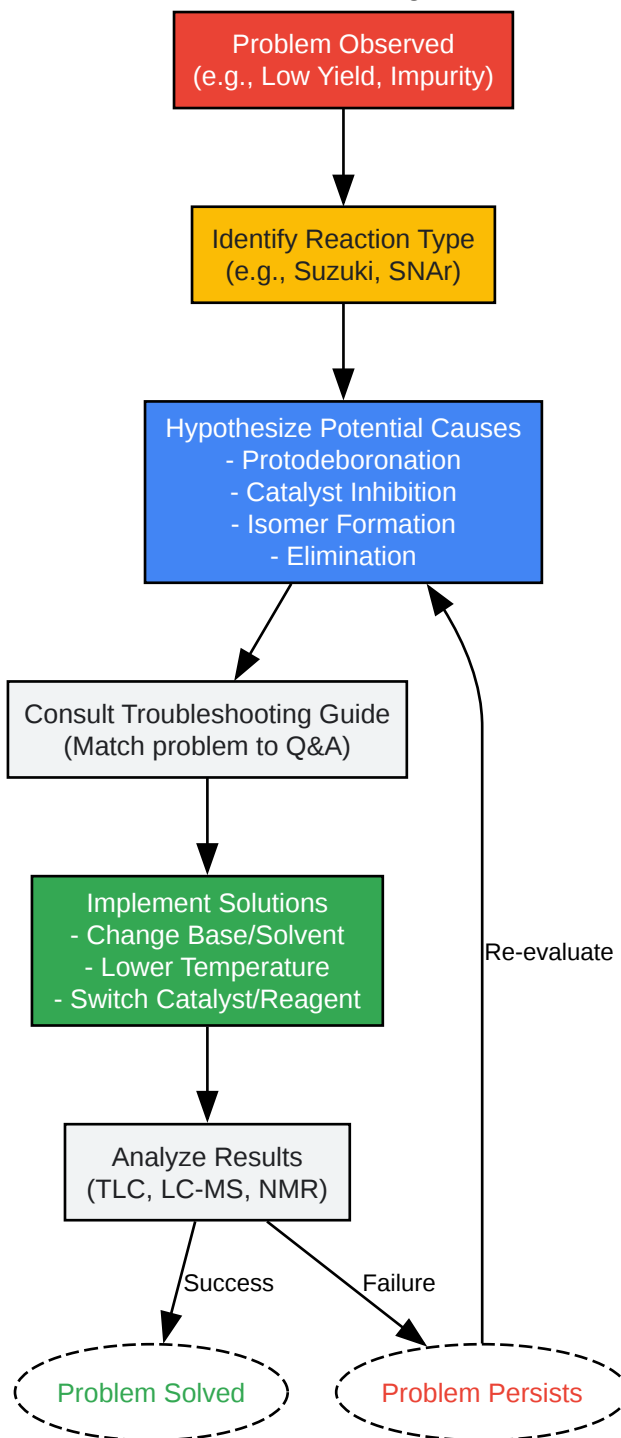 Problem Observed
(e.g., Low Yield, Impurity)
Identify Reaction Type
(e.g., Suzuki, SNAr)
Hypothesize Potential Causes
- Protodeboronation
- Catalyst Inhibition
- Isomer Formation
- Elimination
Consult Troubleshooting Guide
(Match problem to Q&A)
Implement Solutions
- Change Base/Solvent
- Lower Temperature
- Switch Catalyst/Reagent
Re-evaluate
Analyze Results
(TLC, LC-MS, NMR)
Success
Failure
Problem Solved
Problem Persists